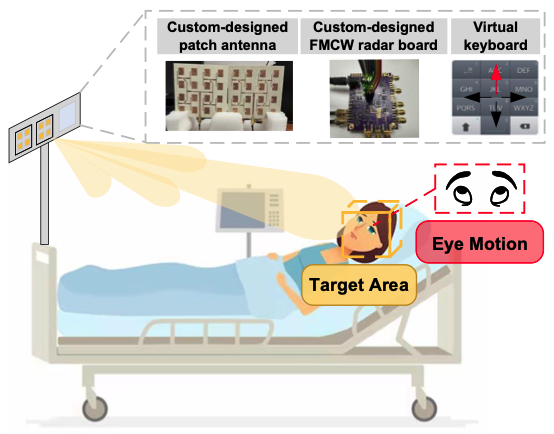 Custom-designed
patch antenna
Custom-designed
FMCW radar board
Virtual
keyboard
ABC
DEF
GHI
JKL
MNO
PQRS
TUV
WXYZ
Eye Motion
Target Area